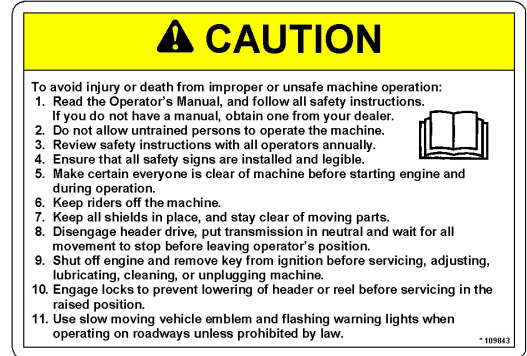 CAUTION
To avoid injury or death from improper or unsafe machine operation:
1. Read the Operator's Manual, and follow all safety instructions.
If you do not have a manual, obtain one from your dealer.
2. Do not allow untrained persons to operate the machine.
3. Review safety instructions with all operators annually.
4. Ensure that all safety signs are installed and legible.
5. Make certain everyone is clear of machine before starting engine and
during operation.
6. Keep riders off the machine.
7. Keep all shields in place, and stay clear of moving parts.
8. Disengage header drive, put transmission in neutral and wait for all
movement to stop before leaving operator's position.
9. Shut off engine and remove key from ignition before servicing, adjusting,
lubricating, cleaning, or unplugging machine.
10. Engage locks to prevent lowering of header or reel before servicing in the
raised position.
11. Use slow moving vehicle emblem and flashing warning lights when
operating on roadways unless prohibited by law.
* 109843